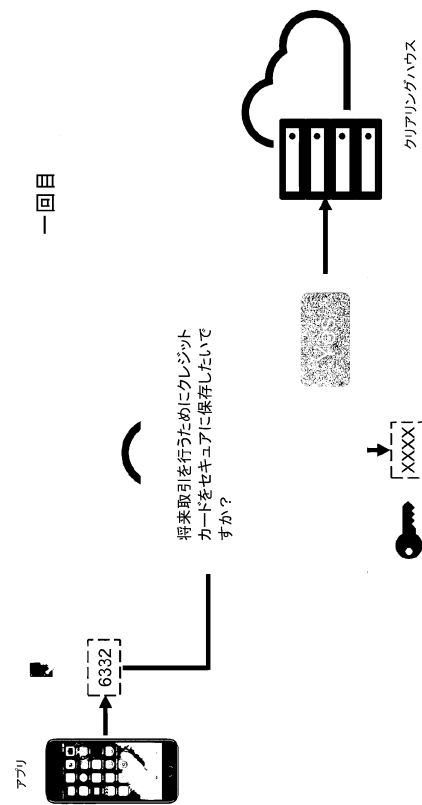 一回目
アプリ
6332
将来取引を行うためにクレジット
カードをセキュアに保存したいで
すか？
Yes
クリアリングハウス
XXXX